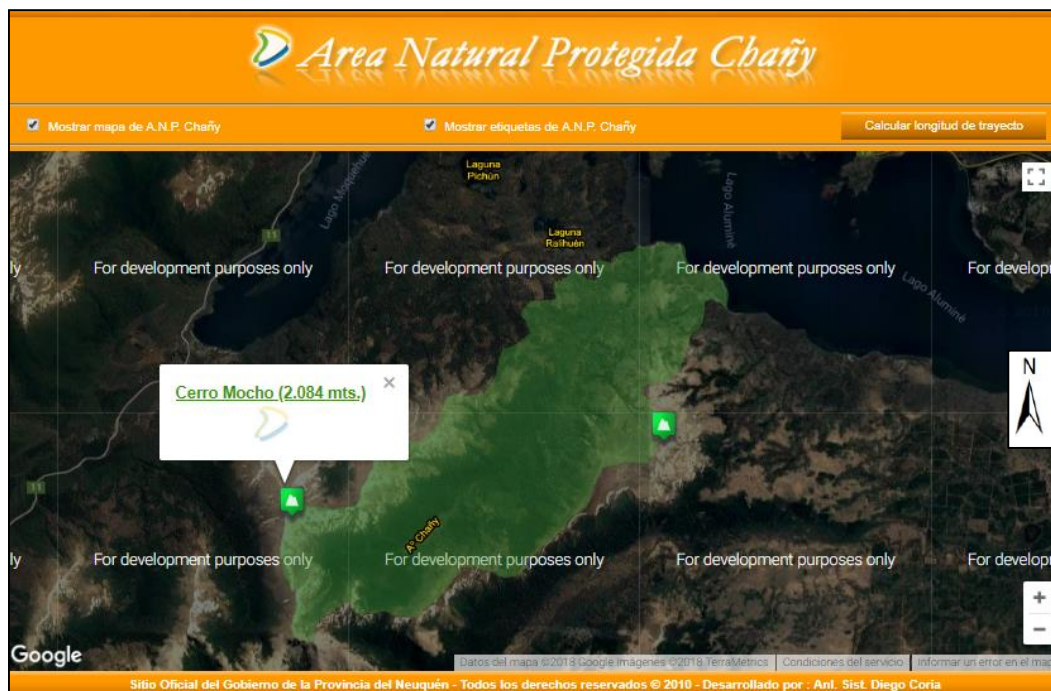 Area Natural Protegida Chañy
Mostrar mapa de A.N.P. Chañy
Mostrar etiquetas de A.N.P. Chañy
Calcular longitud de trayecto
Laguna
Pichún
Lago Moquehue
Lago Aluminé
11
Laguna
Ralihuén
ly
For development purposes only
For development purposes only
For development purposes only
For develop
Lago Aluminé
Cerro Mocho (2.084 mts.)
×
N
11
Aº Chañy
ly
For development purposes only
For development purposes only
For development purposes only
For develop
+
−
Google
Datos del mapa ©2018 Google Imágenes ©2018 TerraMetrics
Condiciones del servicio
Informar un error en el map
Sitio Oficial del Gobierno de la Provincia del Neuquén - Todos los derechos reservados © 2010 - Desarrollado por : Anl. Sist. Diego Coria